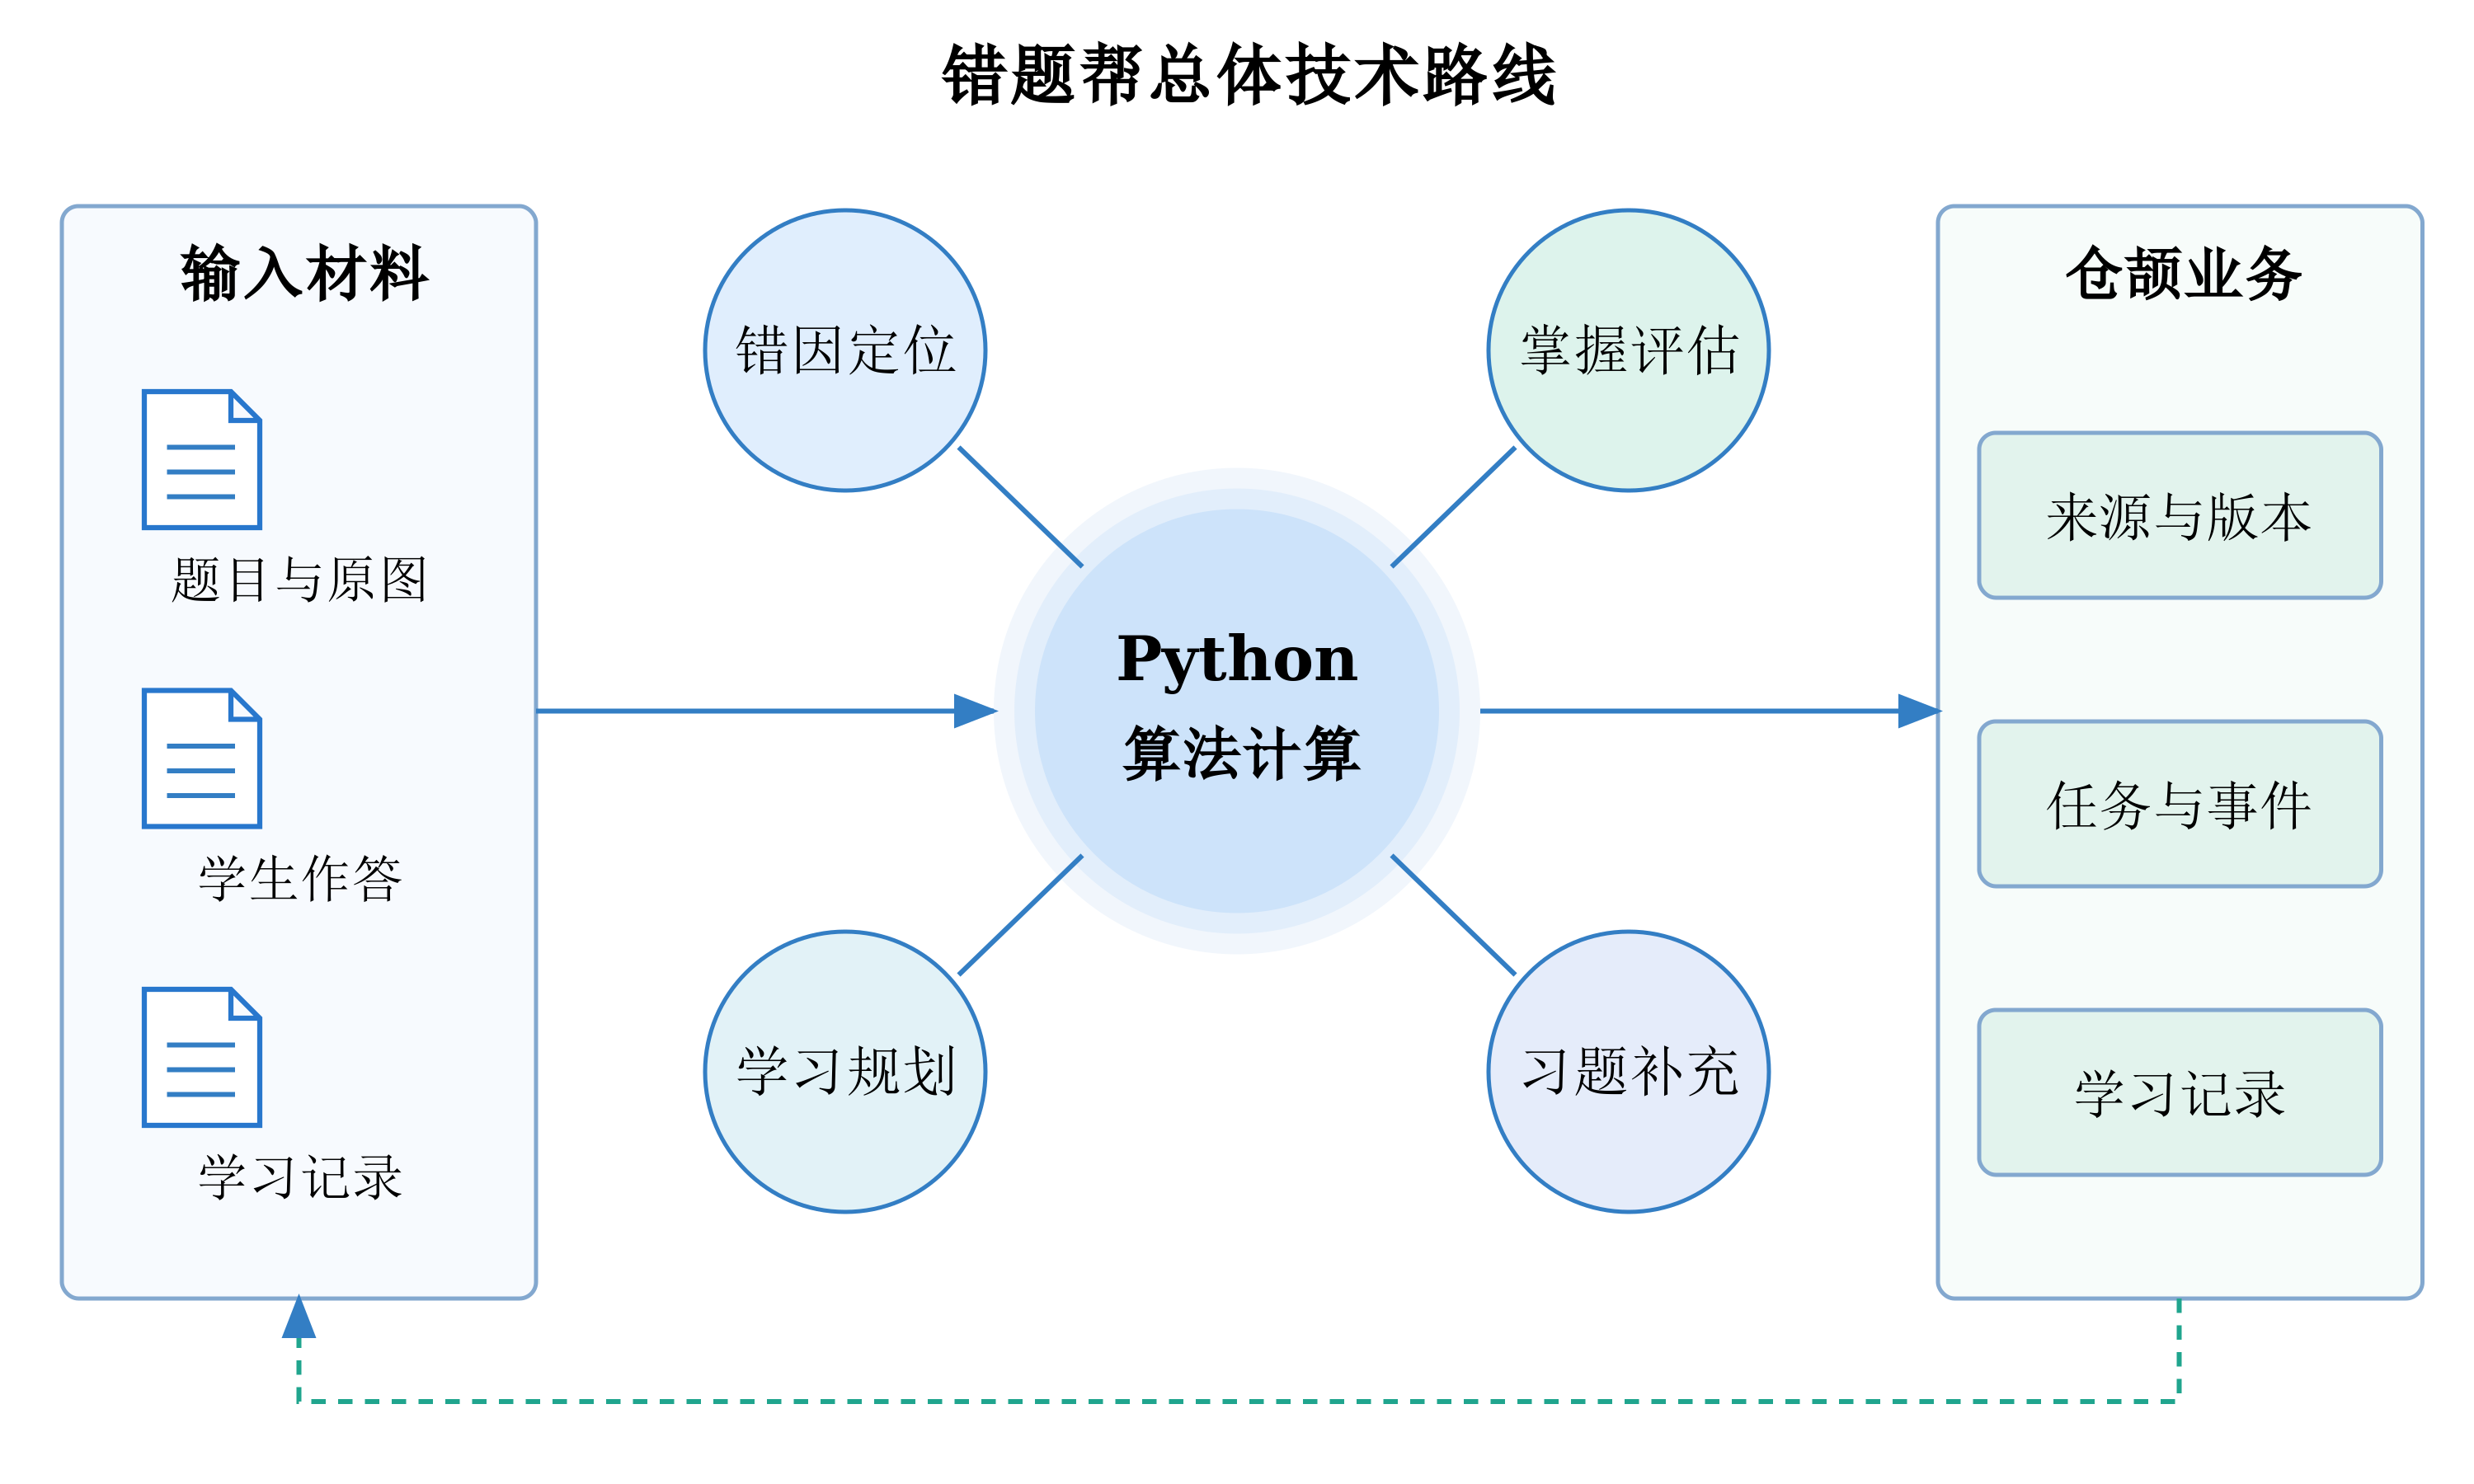 错题帮总体技术路线
输入材料
题目与原图
学生作答
学习记录
错因定位
掌握评估
Python
算法计算
学习规划
习题补充
仓颉业务
来源与版本
任务与事件
学习记录